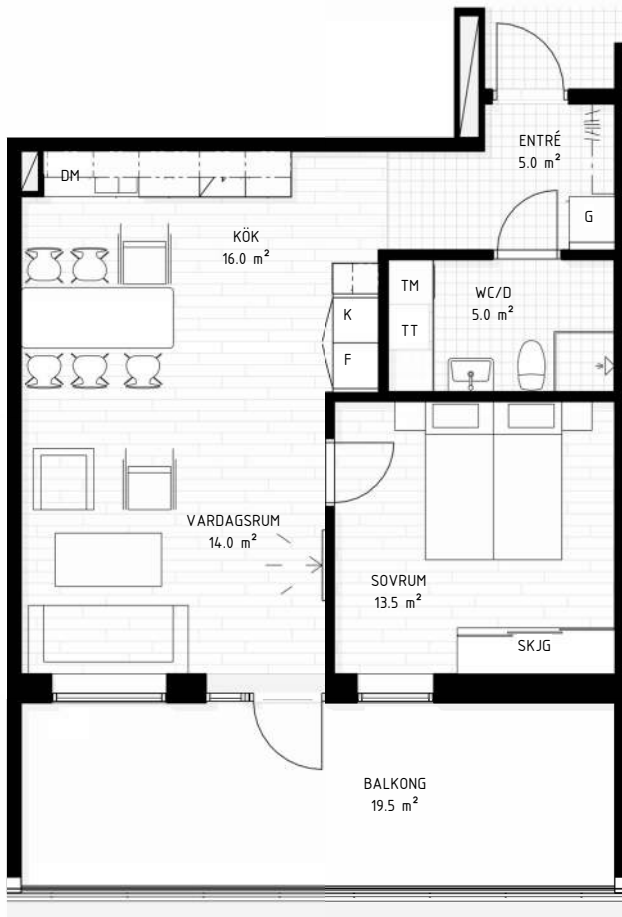 ENTRÉ
5.0 m²
DM
G
KÖK
16.0 m²
TM
WC/D
5.0 m²
K
TT
F
VARDAGSRUM
14.0 m²
SOVRUM
13.5 m²
SKJG
BALKONG
19.5 m²